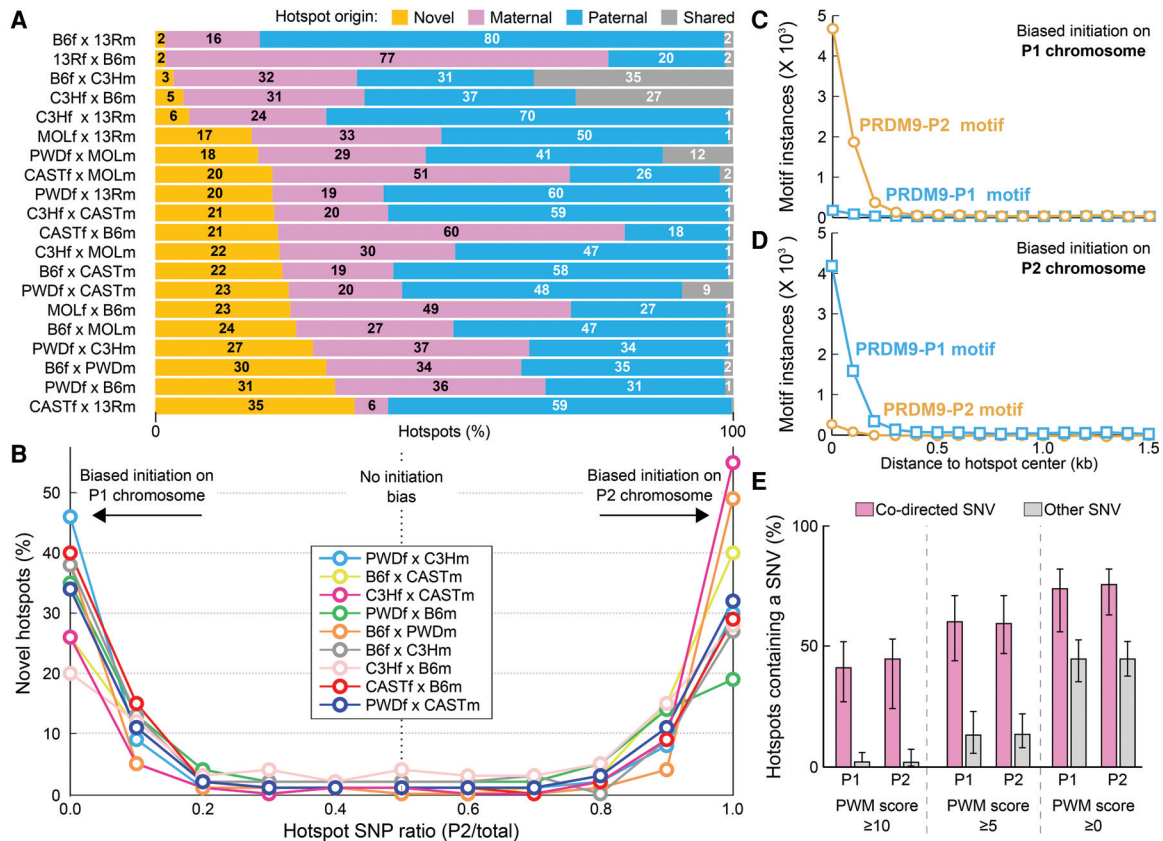 A
Hotspot origin: Novel Maternal Paternal Shared
B6f x 13Rm 2 16 80 2
13Rf x B6m 2 77 20 2
B6f x C3Hm 3 32 31 35
C3Hf x B6m 5 31 37 27
C3Hf x 13Rm 6 24 70 1
MOLf x 13Rm 17 33 50 1
PWDf x MOLm 18 29 41 12
CASTf x MOLm 20 51 26 2
PWDf x 13Rm 20 19 60 1
C3Hf x CASTm 21 20 59 1
CASTf x B6m 21 60 18 1
C3Hf x MOLm 22 30 47 1
B6f x CASTm 22 19 58 1
PWDf x CASTm 23 20 48 9
MOLf x B6m 23 49 27 1
B6f x MOLm 24 27 47 1
PWDf x C3Hm 27 37 34 1
B6f x PWDm 30 34 35 2
PWDf x B6m 31 36 31 1
CASTf x 13Rm 35 6 59
0 Hotspots (%) 100
B
Biased initiation on
P1 chromosome
No initiation
bias
Biased initiation on
P2 chromosome
Novel hotspots (%)
50
40
30
20
10
0
PWDf x C3Hm
B6f x CASTm
C3Hf x CASTm
PWDf x B6m
B6f x PWDm
B6f x C3Hm
C3Hf x B6m
CASTf x B6m
PWDf x CASTm
0.0 0.2 0.4 0.6 0.8 1.0
Hotspot SNP ratio (P2/total)
C
Biased initiation on
P1 chromosome
Motif instances (X 10³)
5
4
3
2
1
0
PRDM9-P2 motif
PRDM9-P1 motif
D
Biased initiation on
P2 chromosome
Motif instances (X 10³)
5
4
3
2
1
0
PRDM9-P1 motif
PRDM9-P2 motif
0 0.5 1.0 1.5
Distance to hotspot center (kb)
E
Co-directed SNV Other SNV
Hotspots containing a SNV (%)
100
50
0
P1 P2 P1 P2 P1 P2
PWM score PWM score PWM score
≥10 ≥5 ≥0